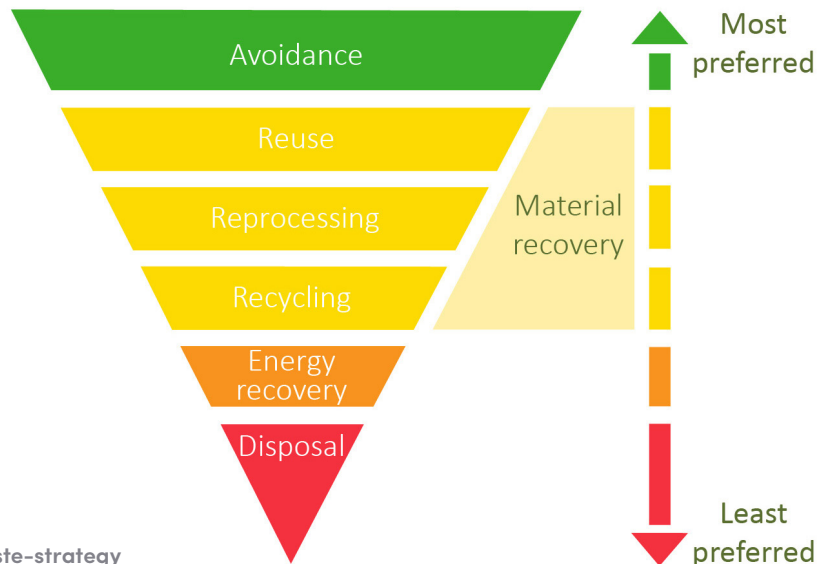 Avoidance
Most
preferred
Reuse
Reprocessing
Material
recovery
Recycling
Energy
recovery
Disposal
Least
preferred
ste-strategy